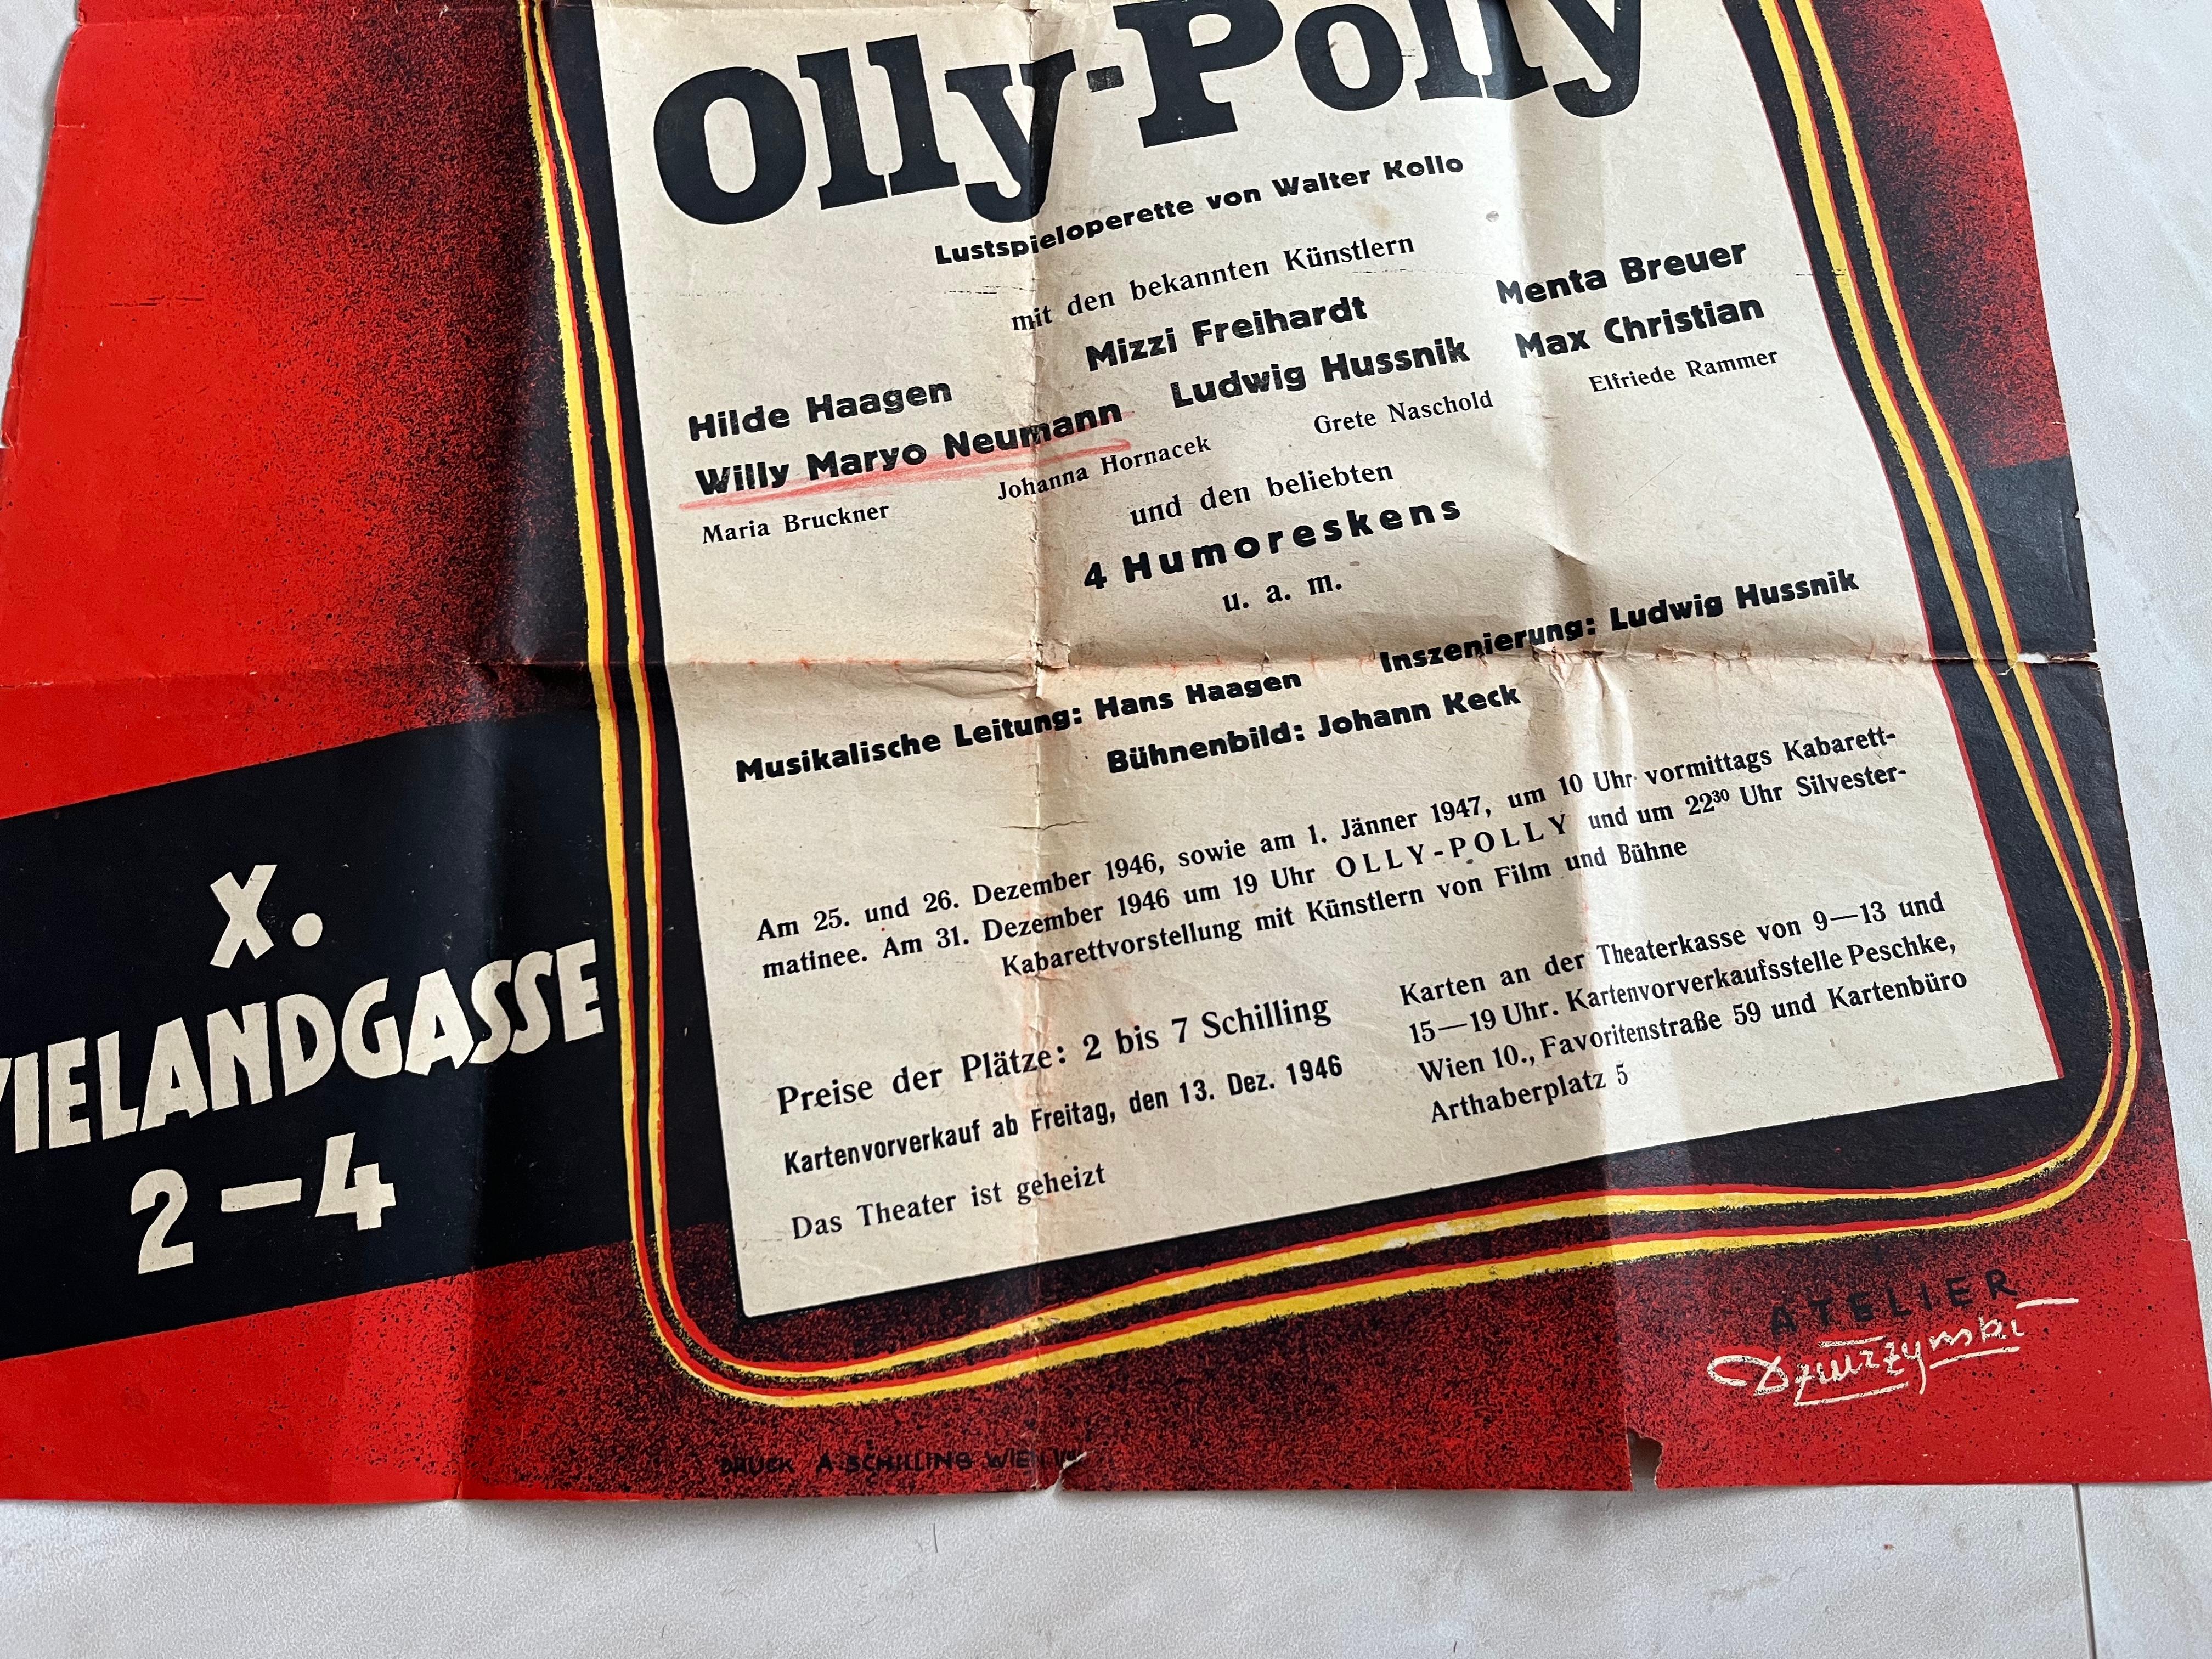 Olly-Polly
Lustspieloperette von Walter Kollo
mit den bekannten Künstlern
Hilde Haagen Mizzi Freihardt Menta Breuer
Willy Maryo Neumann Ludwig Hussnik Max Christian
Maria Bruckner Johanna Hornacek Grete Naschold Elfriede Rammer
und den beliebten
4 Humoreskens
u. a. m.
Musikalische Leitung: Hans Haagen Inszenierung: Ludwig Hussnik
Bühnenbild: Johann Keck
Am 25. und 26. Dezember 1946, sowie am 1. Jänner 1947, um 10 Uhr vormittags Kabarett-
matinee. Am 31. Dezember 1946 um 19 Uhr OLLY-POLLY und um 22³⁰ Uhr Silvester-
Kabarettvorstellung mit Künstlern von Film und Bühne
Preise der Plätze: 2 bis 7 Schilling
Kartenvorverkauf ab Freitag, den 13. Dez. 1946
Das Theater ist geheizt
Karten an der Theaterkasse von 9—13 und
15—19 Uhr. Kartenvorverkaufsstelle Peschke,
Wien 10., Favoritenstraße 59 und Kartenbüro
Arthaberplatz 5
X.
WIELANDGASSE
2—4
ATELIER
Dzwizżymski
DRUCK A. SCHILLING WIEN